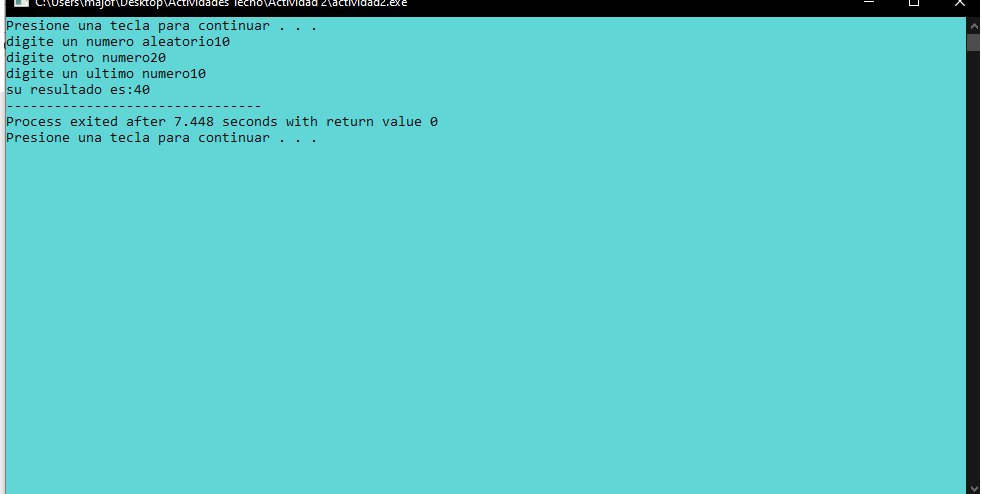 C:\Users\majof\Desktop\Actividades Tecno\Actividad 2\actividad2.exe
Presione una tecla para continuar . . .
digite un numero aleatorio10
digite otro numero20
digite un ultimo numero10
su resultado es:40
--------------------------------
Process exited after 7.448 seconds with return value 0
Presione una tecla para continuar . . .